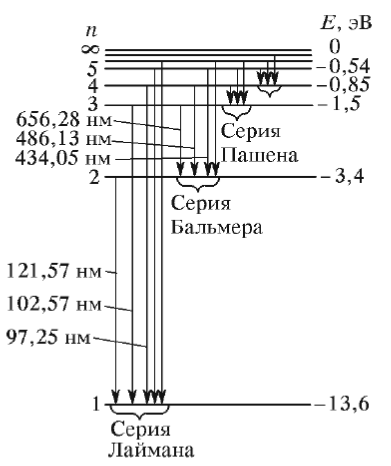 n E, эВ
∞ 0
5 –0,54
4 –0,85
3 –1,5
656,28 нм
486,13 нм
434,05 нм
Серия
Пашена
2 –3,4
Серия
Бальмера
121,57 нм
102,57 нм
97,25 нм
1 –13,6
Серия
Лаймана